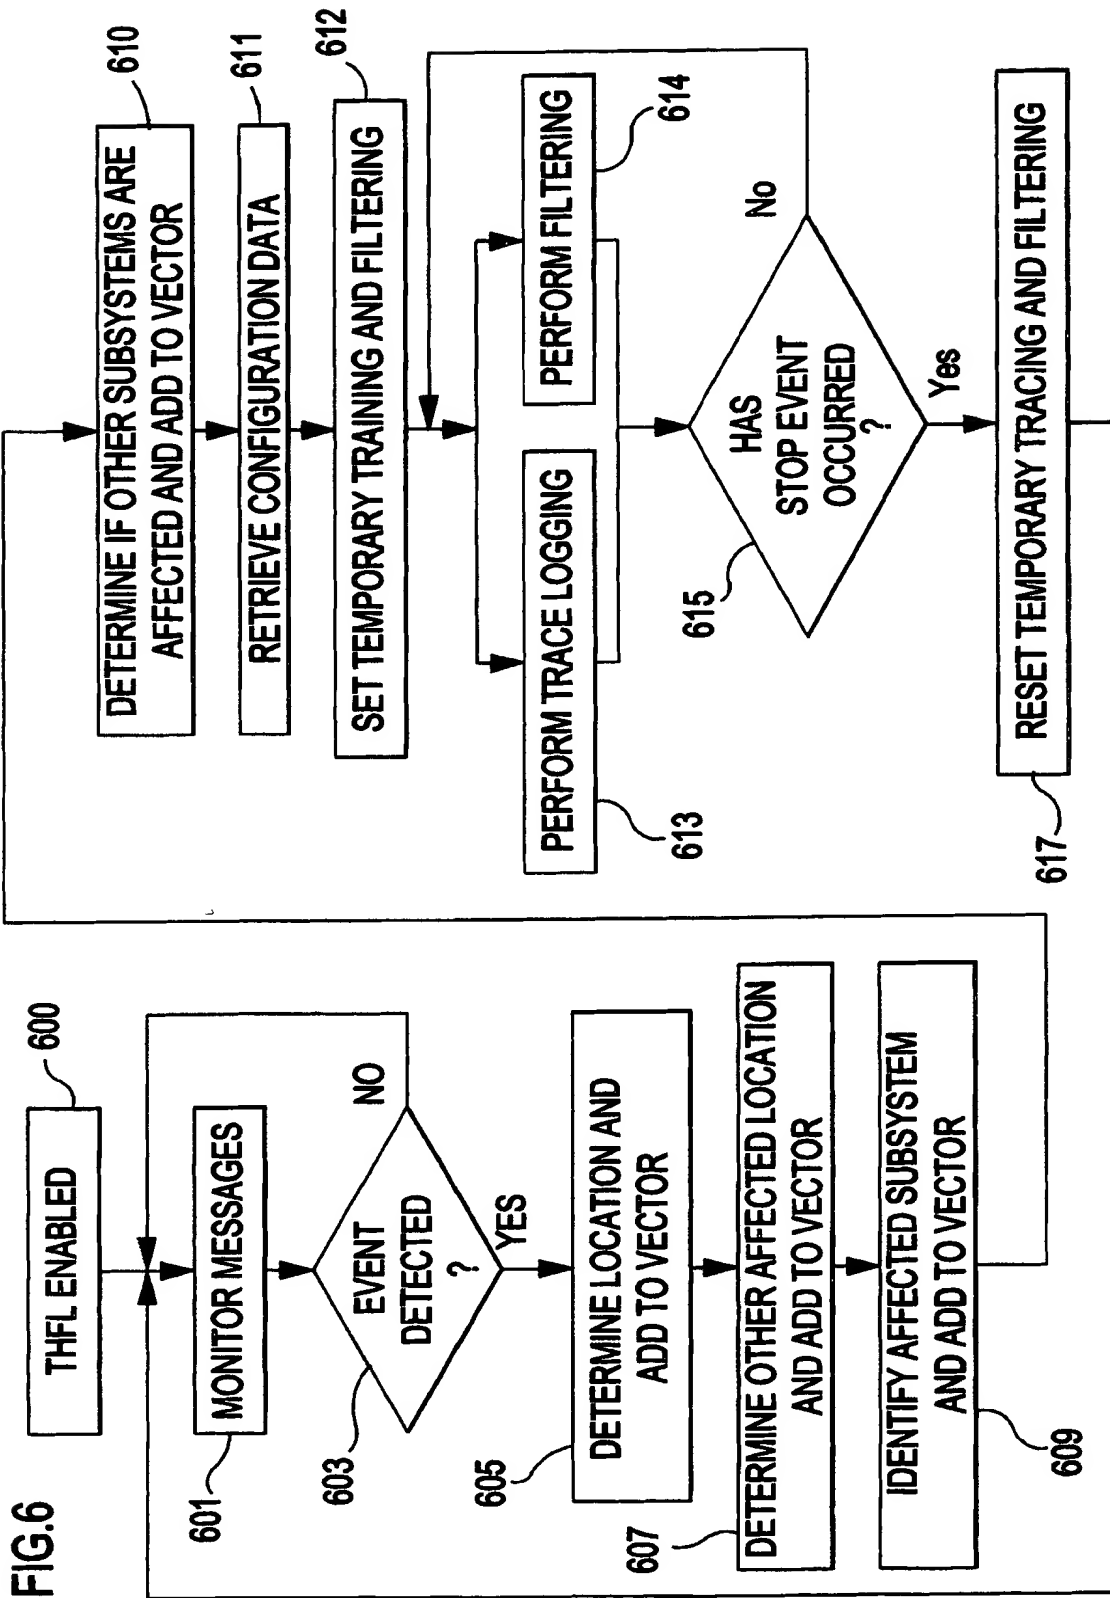 FIG.6
THFL ENABLED
600
MONITOR MESSAGES
601
EVENT
DETECTED
?
603
NO
YES
DETERMINE LOCATION AND
ADD TO VECTOR
605
DETERMINE OTHER AFFECTED LOCATION
AND ADD TO VECTOR
607
IDENTIFY AFFECTED SUBSYSTEM
AND ADD TO VECTOR
609
DETERMINE IF OTHER SUBSYSTEMS ARE
AFFECTED AND ADD TO VECTOR
610
RETRIEVE CONFIGURATION DATA
611
SET TEMPORARY TRAINING AND FILTERING
612
PERFORM TRACE LOGGING
613
PERFORM FILTERING
614
HAS
STOP EVENT
OCCURRED
?
615
No
Yes
RESET TEMPORARY TRACING AND FILTERING
617